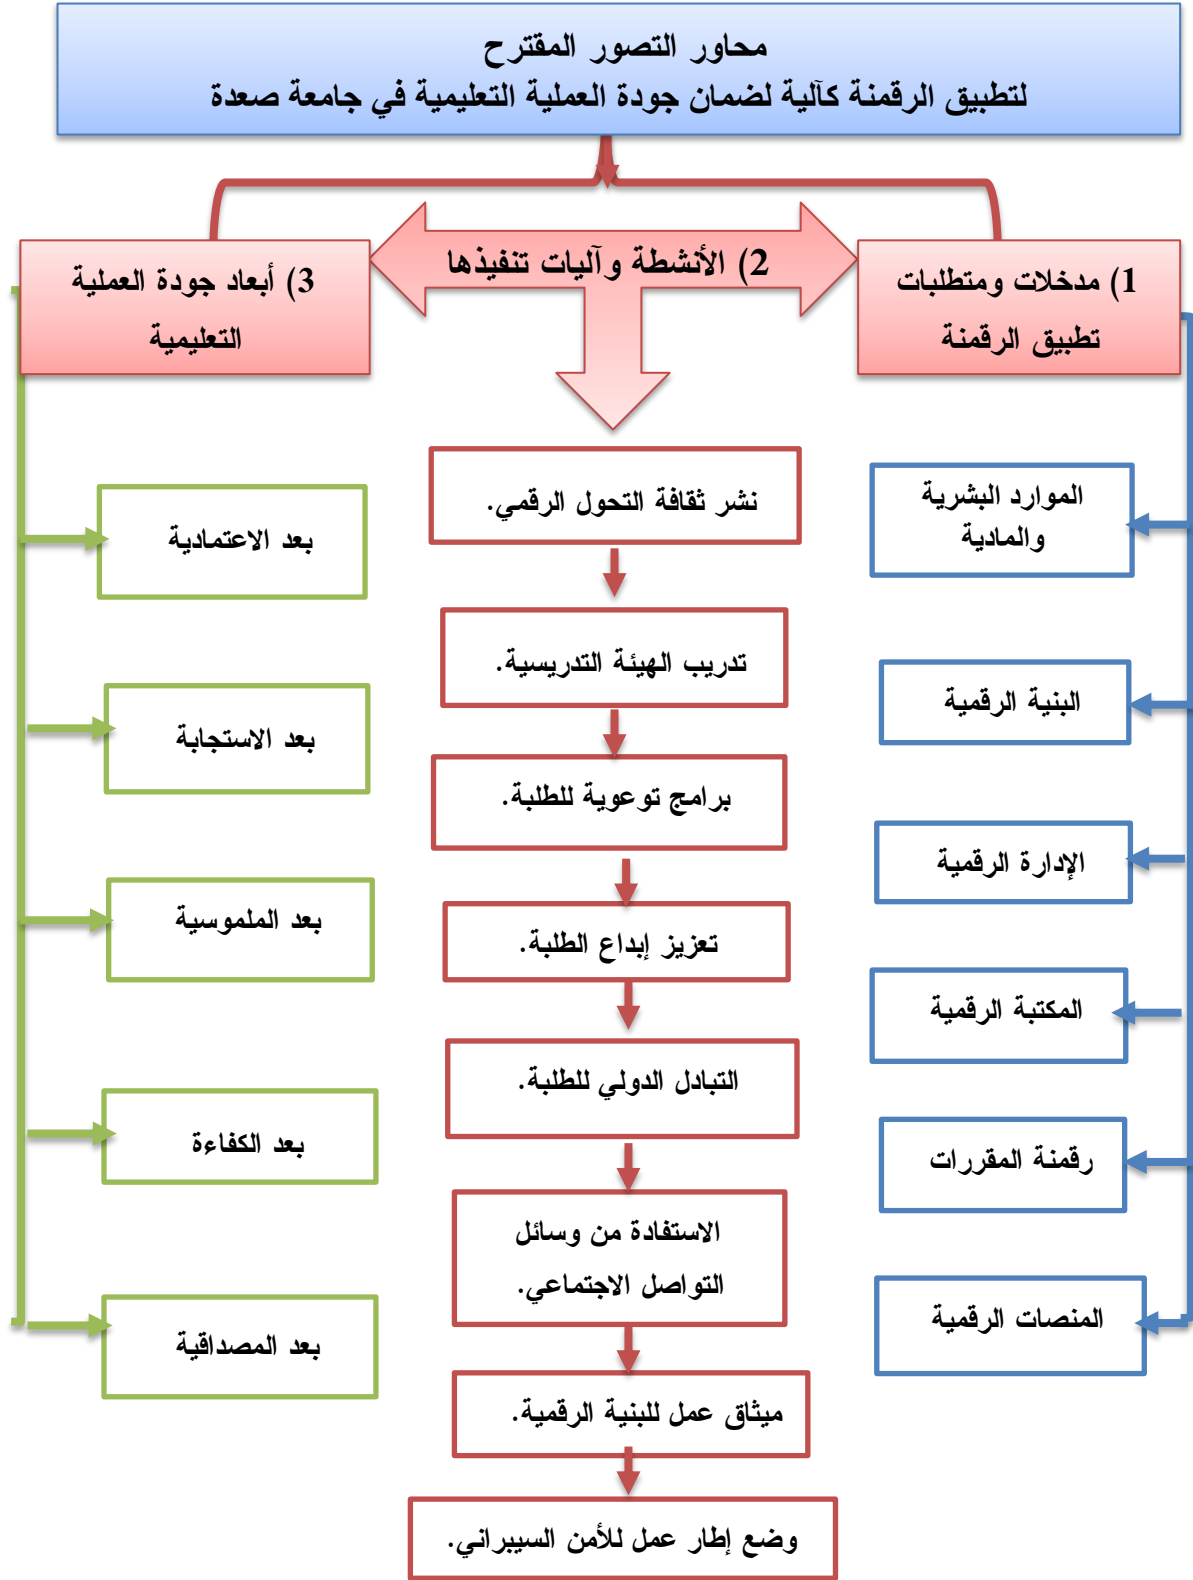 محاور التصور المقترح
لتطبيق الرقمنة كآلية لضمان جودة العملية التعليمية في جامعة صعدة
1) مدخلات ومتطلبات
تطبيق الرقمنة
2) الأنشطة وآليات تنفيذها
3) أبعاد جودة العملية
التعليمية
الموارد البشرية
والمادية
البنية الرقمية
الإدارة الرقمية
المكتبة الرقمية
رقمنة المقررات
المنصات الرقمية
نشر ثقافة التحول الرقمي.
تدريب الهيئة التدريسية.
برامج توعوية للطلبة.
تعزيز إبداع الطلبة.
التبادل الدولي للطلبة.
الاستفادة من وسائل
التواصل الاجتماعي.
ميثاق عمل للبنية الرقمية.
وضع إطار عمل للأمن السيبراني.
بعد الاعتمادية
بعد الاستجابة
بعد الملموسية
بعد الكفاءة
بعد المصداقية